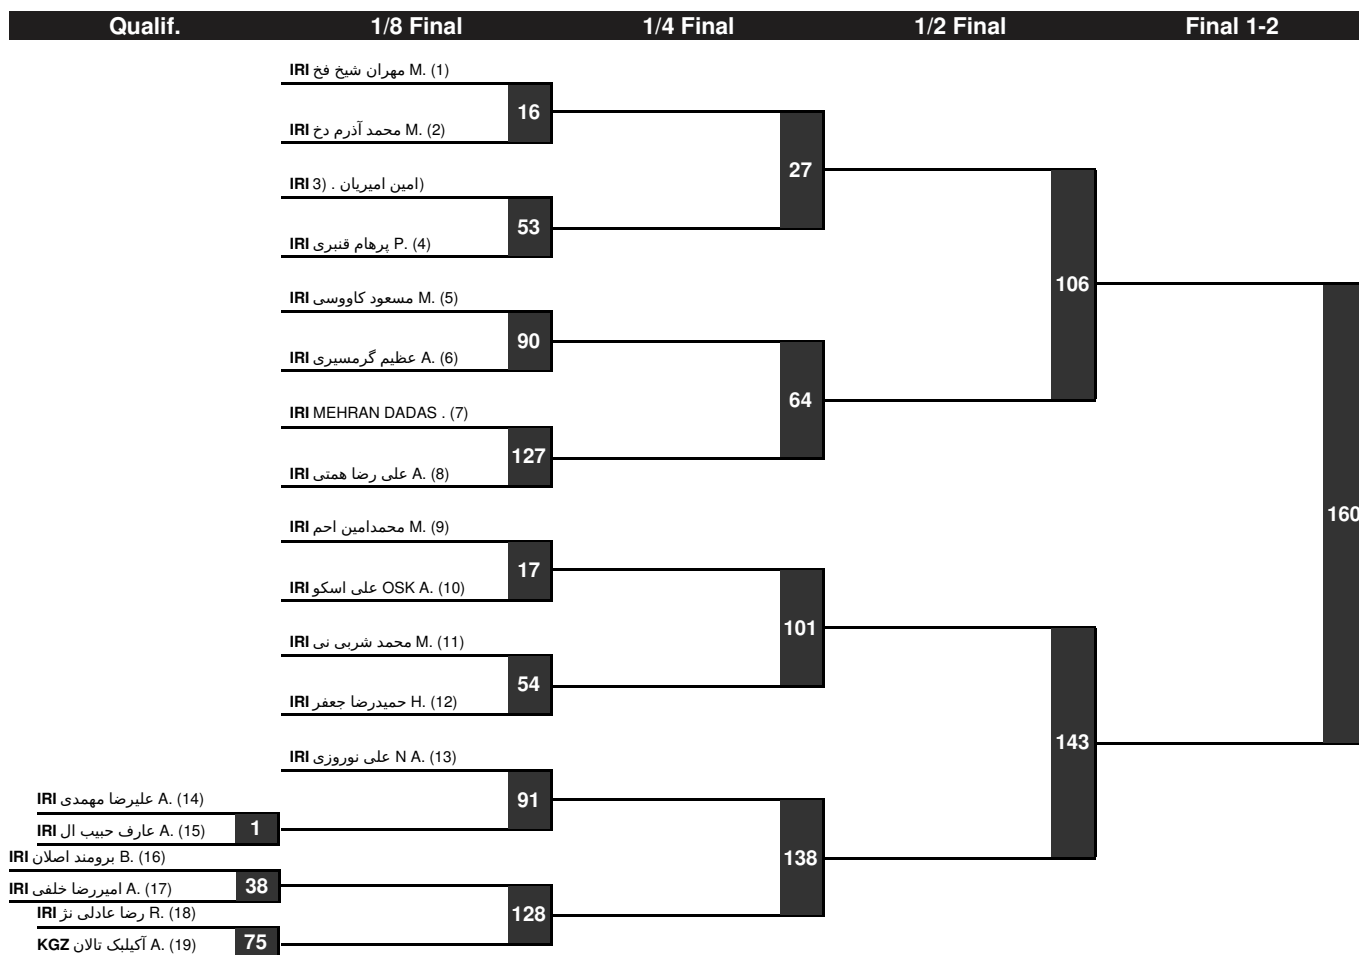 Qualif. 1/8 Final 1/4 Final 1/2 Final Final 1-2
IRI مهران شیخ فخ M. (1)
16
IRI محمد آذرم دخ M. (2)
27
IRI امین امیریان . (3)
53
IRI پرهام قنبری P. (4)
106
IRI مسعود کاووسی M. (5)
90
IRI عظیم گرمسیری A. (6)
64
IRI MEHRAN DADAS . (7)
127
IRI علی رضا همتی A. (8)
160
IRI محمدامین احم M. (9)
17
IRI علی اسکو OSK A. (10)
101
IRI محمد شربی نی M. (11)
54
IRI حمیدرضا جعفر H. (12)
143
IRI علی نوروزی N A. (13)
IRI علیرضا مهمدی A. (14)
91
1
IRI عارف حبیب ال A. (15)
IRI برومند اصلان B. (16)
138
38
IRI امیررضا خلفی A. (17)
IRI رضا عادلی نژ R. (18)
128
75
KGZ آکیلبک تالان A. (19)